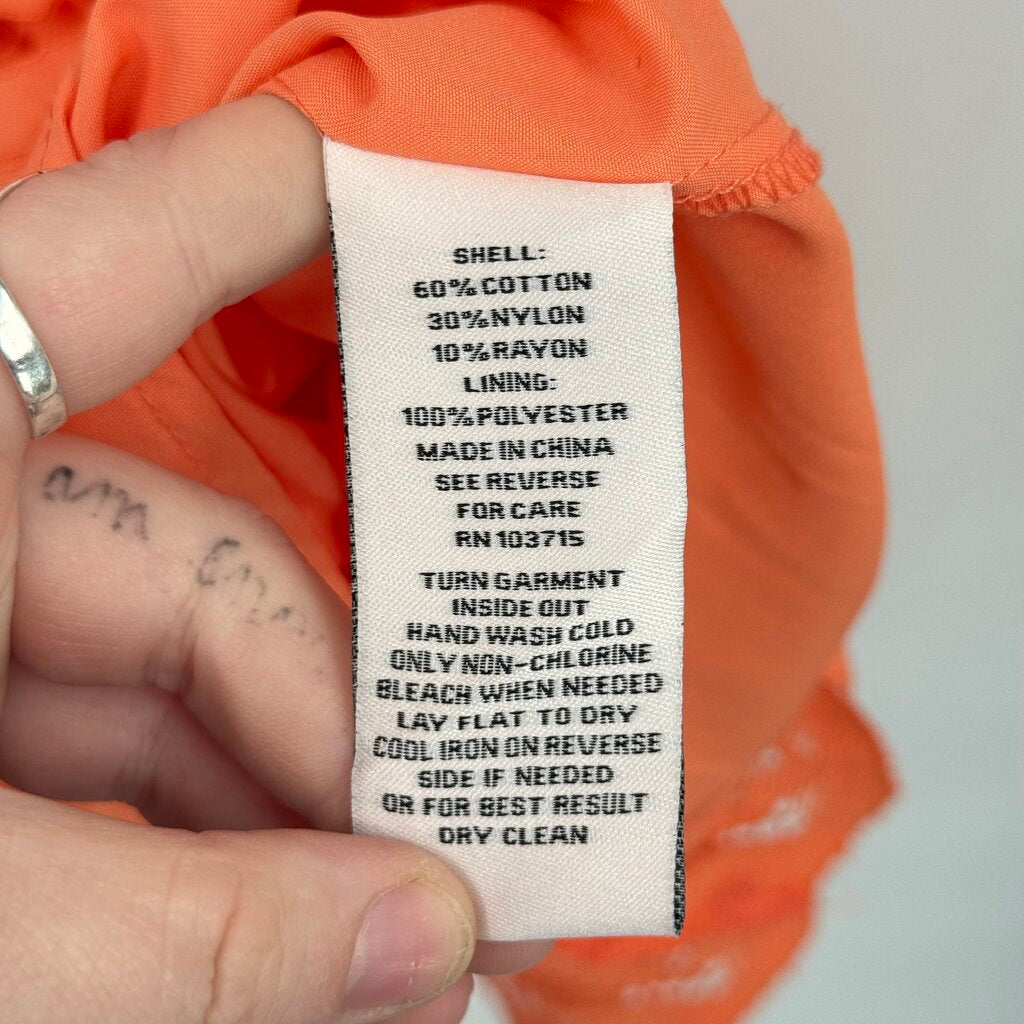 SHELL:
60% COTTON
30% NYLON
10% RAYON
LINING:
100% POLYESTER
MADE IN CHINA
SEE REVERSE
FOR CARE
RN 103715
TURN GARMENT
INSIDE OUT
HAND WASH COLD
ONLY NON-CHLORINE
BLEACH WHEN NEEDED
LAY FLAT TO DRY
COOL IRON ON REVERSE
SIDE IF NEEDED
OR FOR BEST RESULT
DRY CLEAN
am